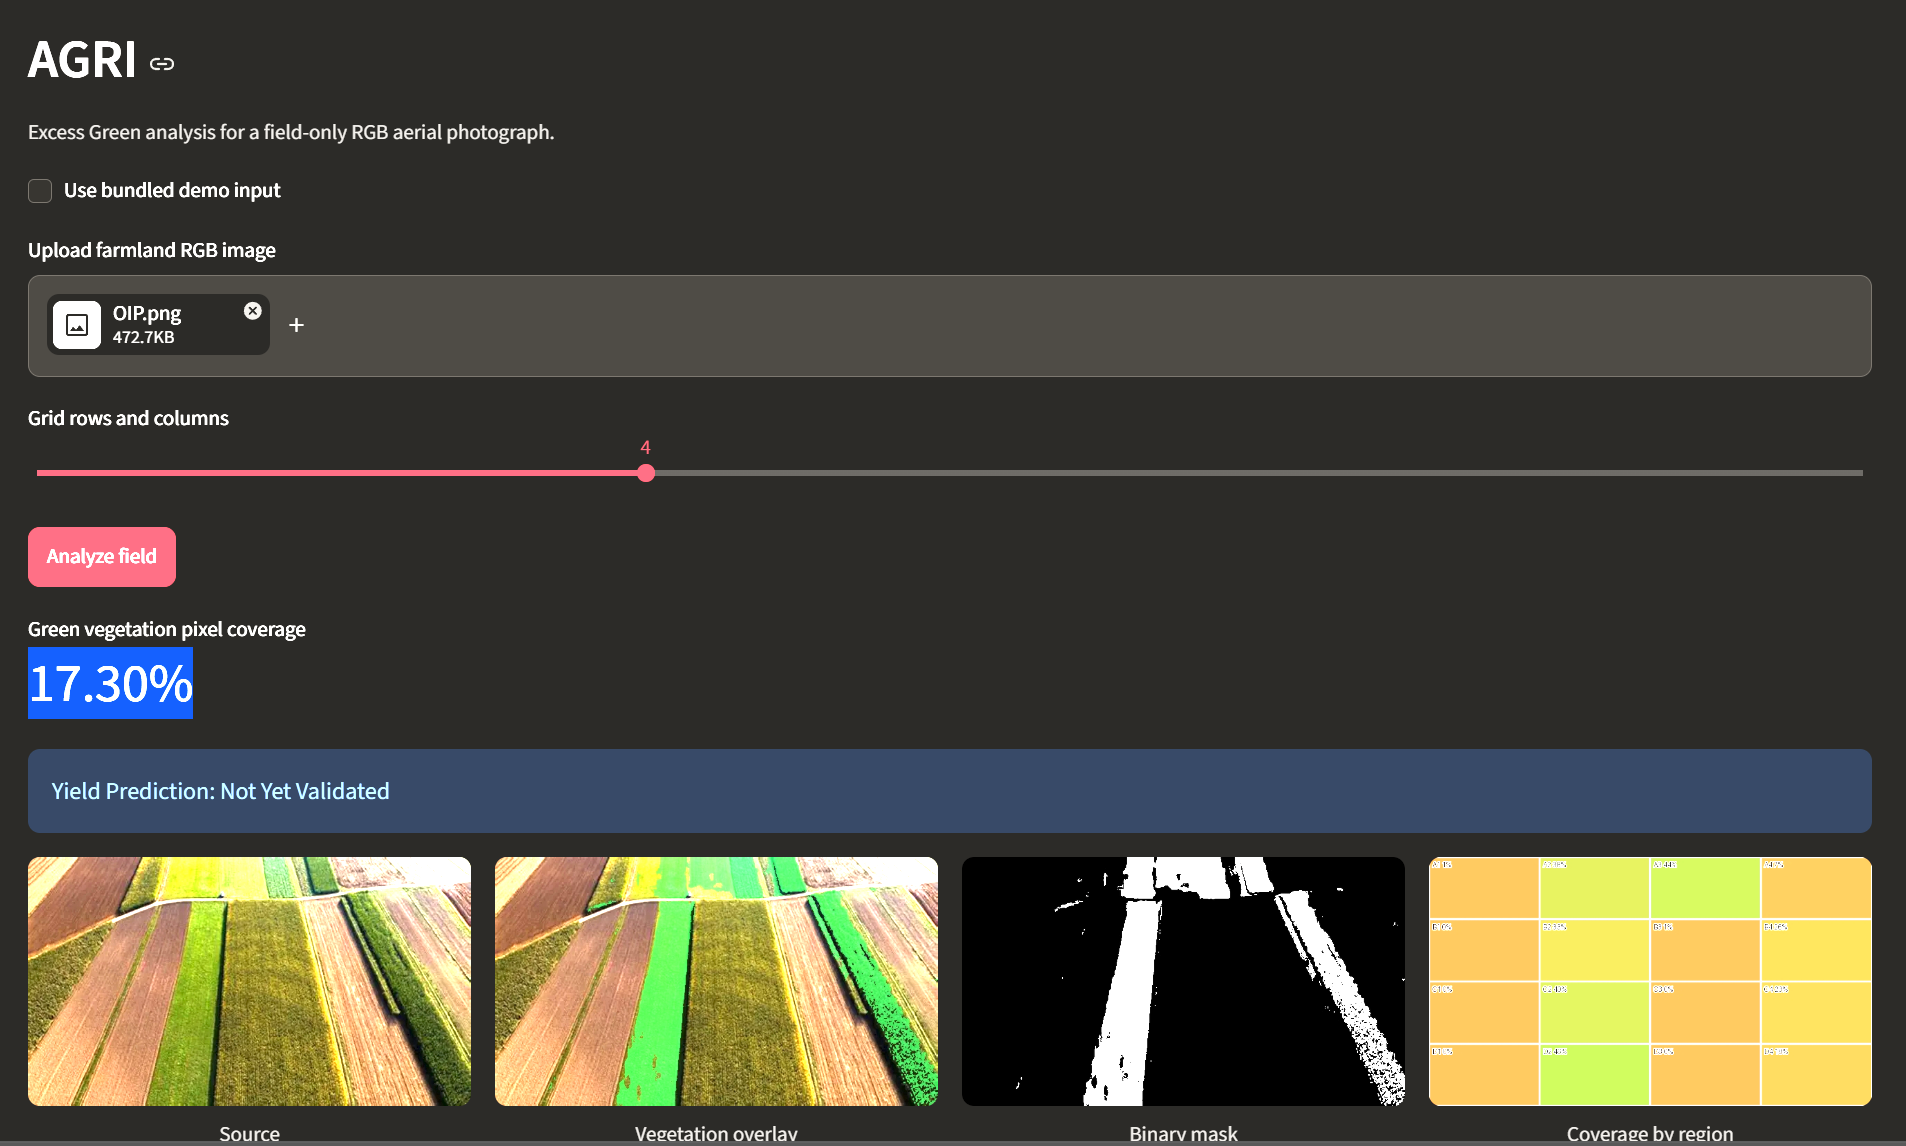 AGRI
Excess Green analysis for a field-only RGB aerial photograph.
Use bundled demo input
Upload farmland RGB image
OIP.png
472.7KB
Grid rows and columns
4
Analyze field
Green vegetation pixel coverage
17.30%
Yield Prediction: Not Yet Validated
Source
Vegetation overlay
Binary mask
Coverage by region